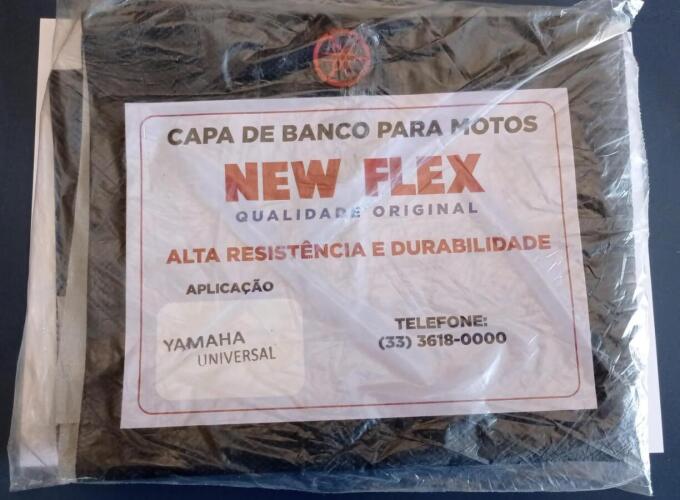 CAPA DE BANCO PARA MOTOS
NEW FLEX
QUALIDADE ORIGINAL
ALTA RESISTÊNCIA E DURABILIDADE
APLICAÇÃO
YAMAHA
UNIVERSAL
TELEFONE:
(33) 3618-0000